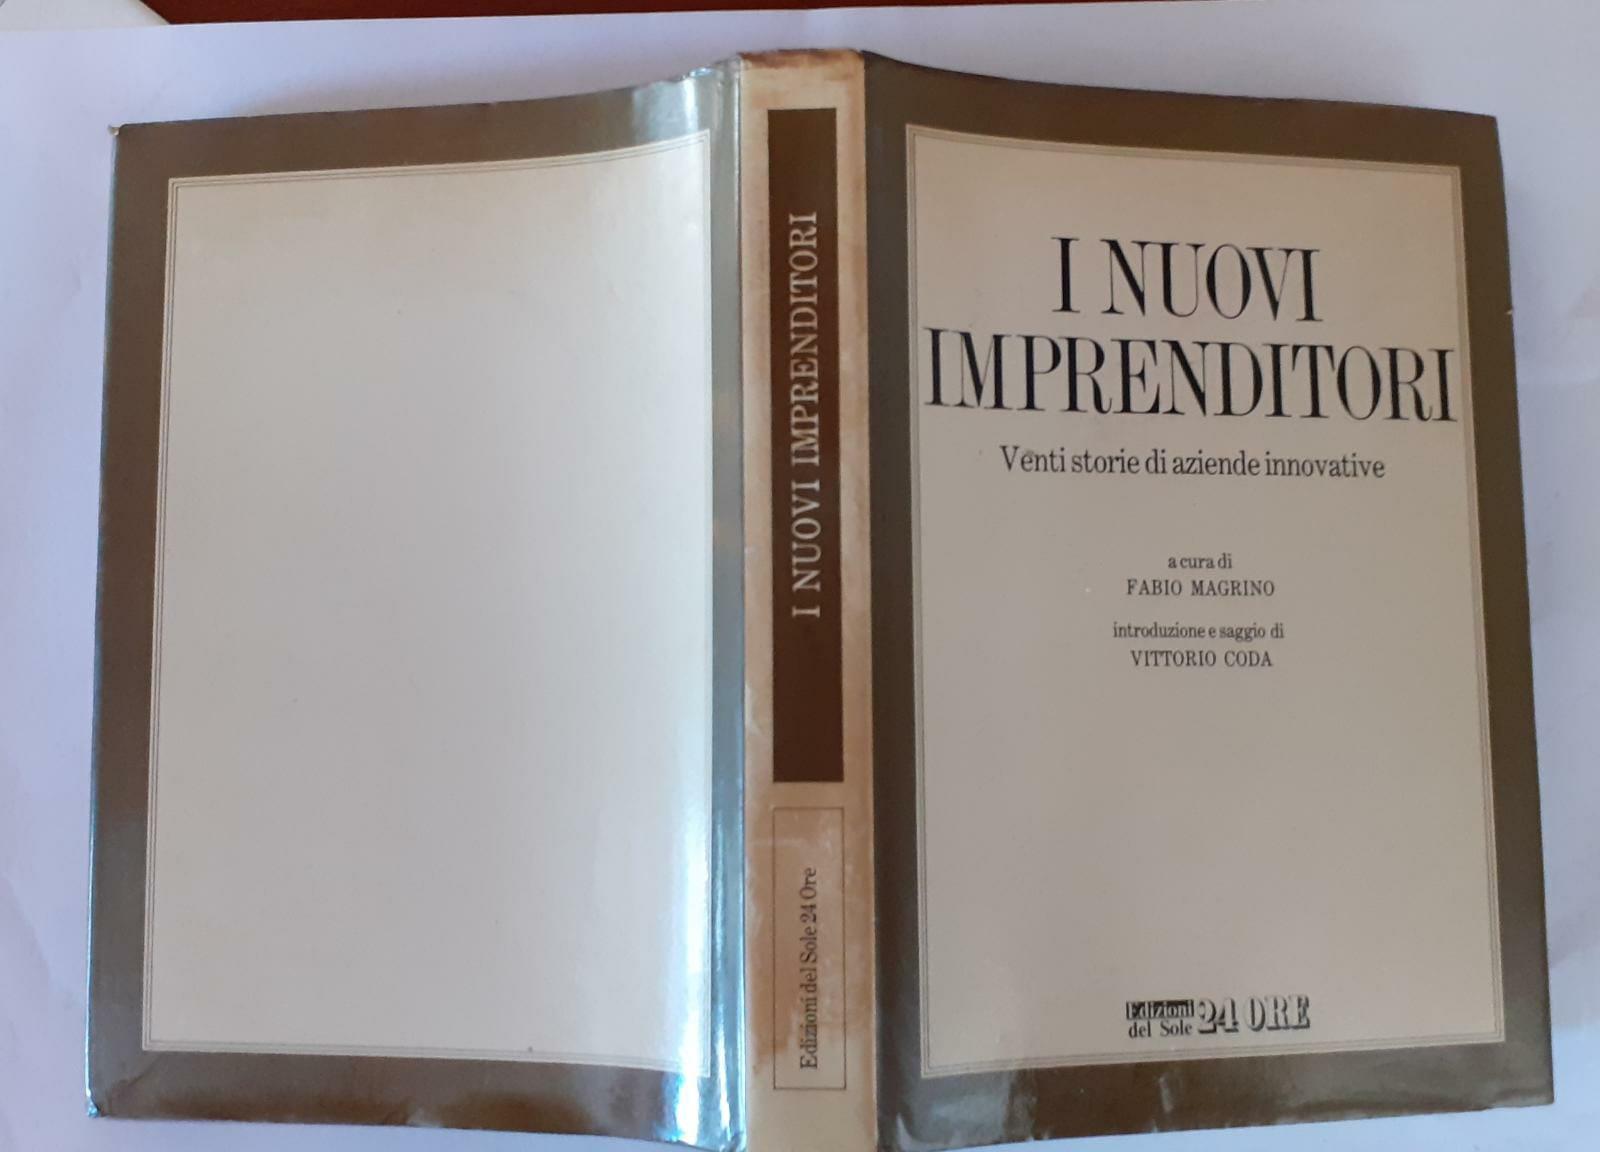 I NUOVI IMPRENDITORI
Edizioni del Sole 24 Ore
I NUOVI
IMPRENDITORI
Venti storie di aziende innovative
a cura di
FABIO MAGRINO
introduzione e saggio di
VITTORIO CODA
Edizioni
del Sole 24 ORE